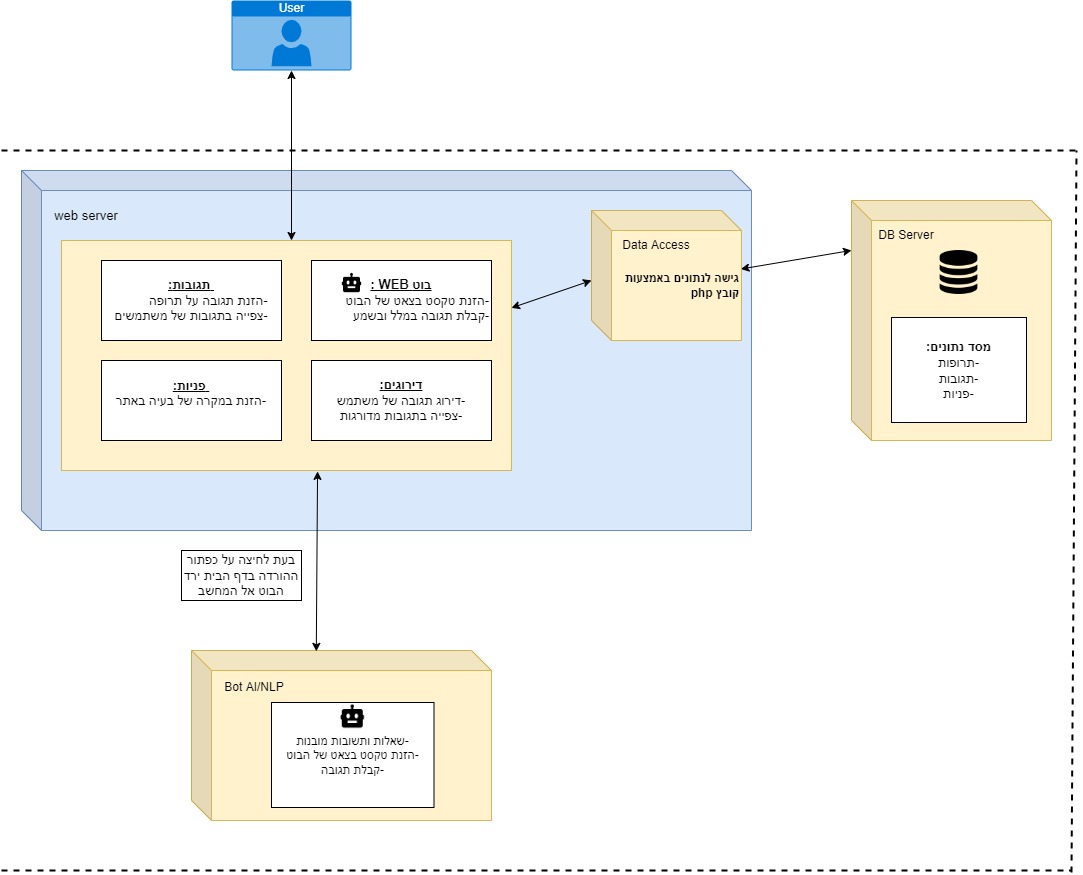 User
web server
תגובות:
-הזנת תגובה על תרופה
-צפייה בתגובות של משתמשים
בוט WEB :
-הזנת טקסט בצאט של הבוט
-קבלת תגובה במלל ובשמע
פניות:
-הזנת במקרה של בעיה באתר
דירוגים:
-דירוג תגובה של משתמש
-צפייה בתגובות מדורגות
Data Access
גישה לנתונים באמצעות
קובץ php
DB Server
מסד נתונים:
-תרופות
-תגובות
-פניות
בעת לחיצה על כפתור
ההורדה בדף הבית ירד
הבוט אל המחשב
Bot AI/NLP
-שאלות ותשובות מובנות
-הזנת טקסט בצאט של הבוט
-קבלת תגובה